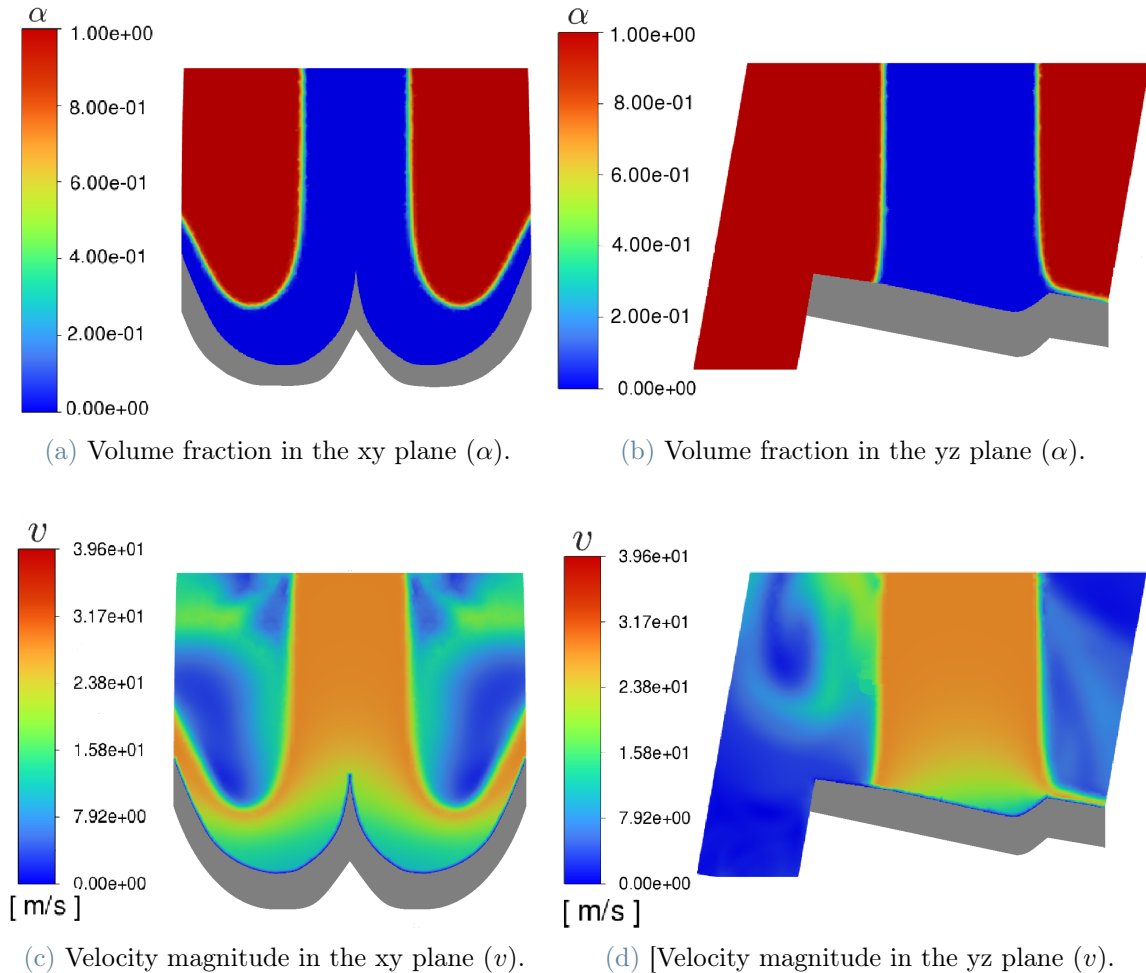 α
1.00e+00
8.00e-01
6.00e-01
4.00e-01
2.00e-01
0.00e+00
(a) Volume fraction in the xy plane (α).
α
1.00e+00
8.00e-01
6.00e-01
4.00e-01
2.00e-01
0.00e+00
(b) Volume fraction in the yz plane (α).
v
3.96e+01
3.17e+01
2.38e+01
1.58e+01
7.92e+00
0.00e+00
[ m/s ]
(c) Velocity magnitude in the xy plane (v).
v
3.96e+01
3.17e+01
2.38e+01
1.58e+01
7.92e+00
0.00e+00
[ m/s ]
(d) [Velocity magnitude in the yz plane (v).